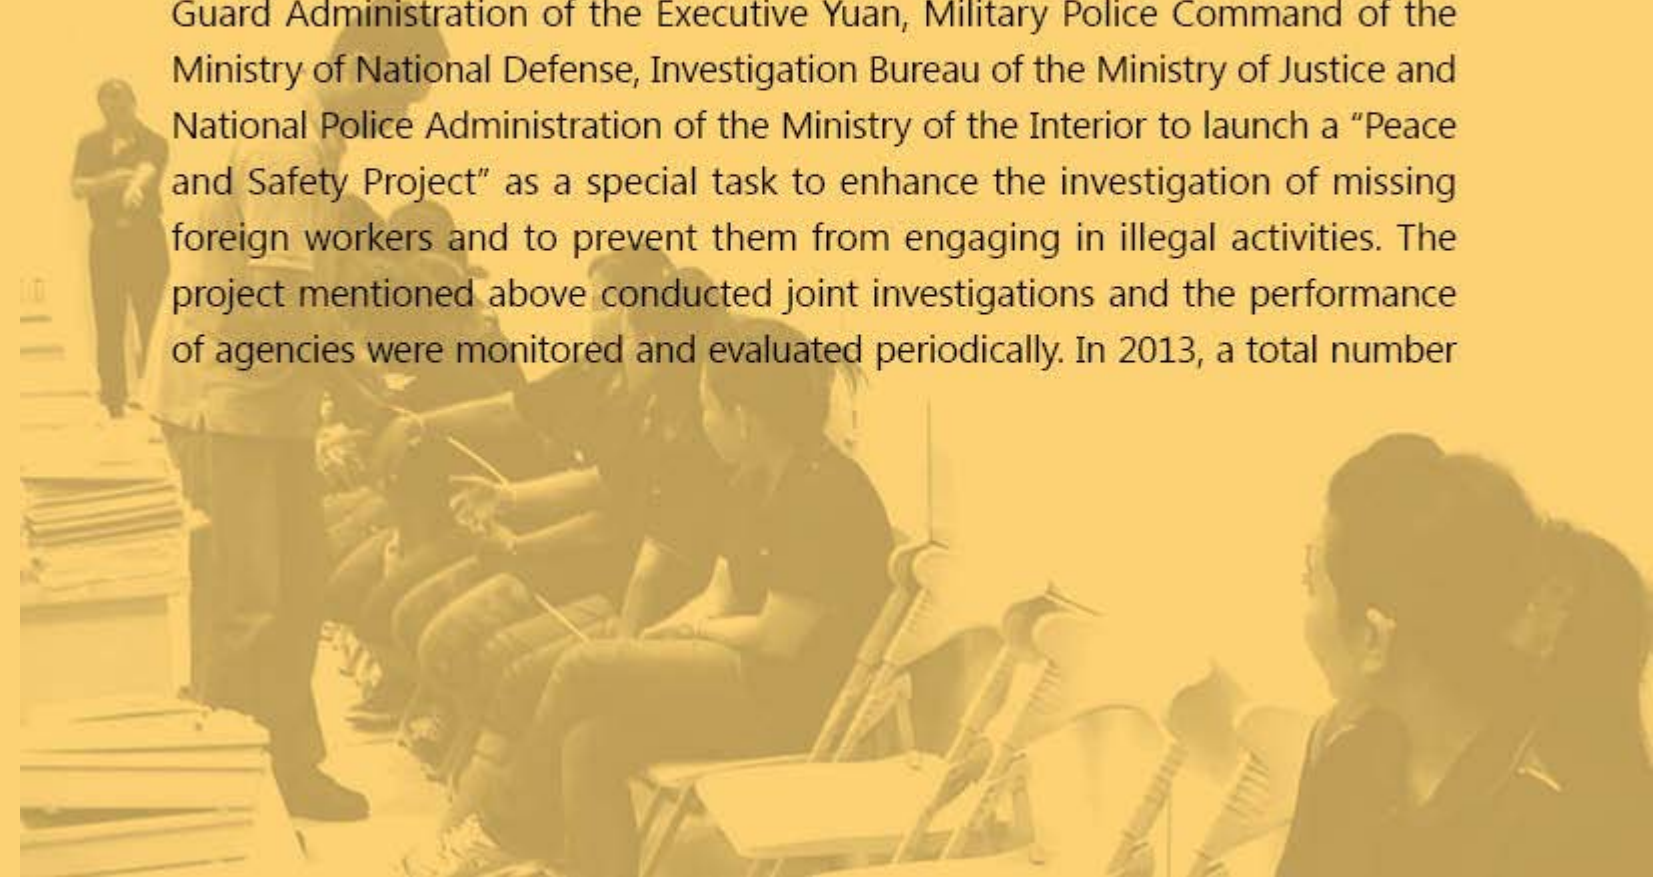 Guard Administration of the Executive Yuan, Military Police Command of the
Ministry of National Defense, Investigation Bureau of the Ministry of Justice and
National Police Administration of the Ministry of the Interior to launch a “Peace
and Safety Project” as a special task to enhance the investigation of missing
foreign workers and to prevent them from engaging in illegal activities. The
project mentioned above conducted joint investigations and the performance
of agencies were monitored and evaluated periodically. In 2013, a total number